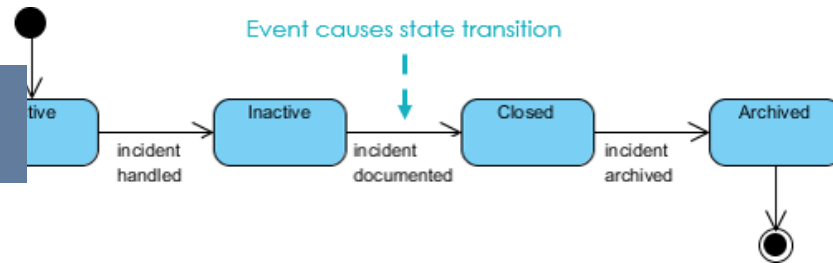 Event causes state transition
tive
Inactive
Closed
Archived
incident
handled
incident
documented
incident
archived